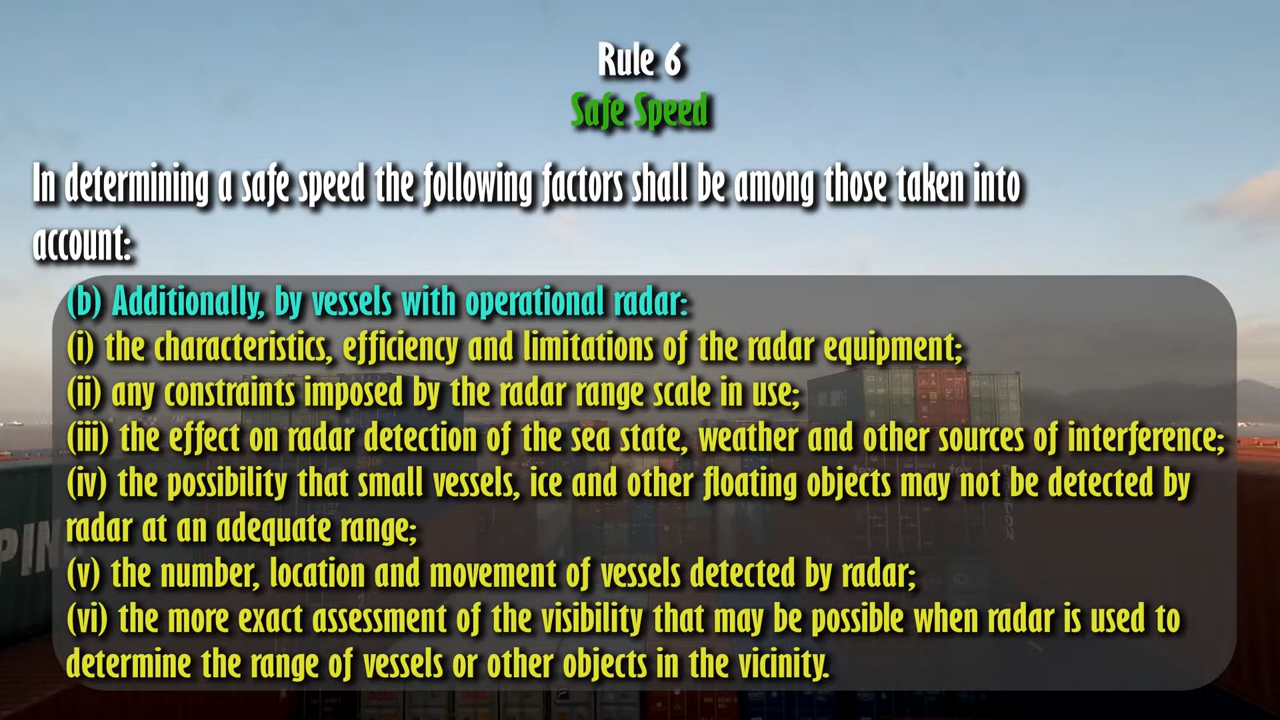 Rule 6
Safe Speed
In determining a safe speed the following factors shall be among those taken into
account:
(b) Additionally, by vessels with operational radar:
(i) the characteristics, efficiency and limitations of the radar equipment;
(ii) any constraints imposed by the radar range scale in use;
(iii) the effect on radar detection of the sea state, weather and other sources of interference;
(iv) the possibility that small vessels, ice and other floating objects may not be detected by
radar at an adequate range;
(v) the number, location and movement of vessels detected by radar;
(vi) the more exact assessment of the visibility that may be possible when radar is used to
determine the range of vessels or other objects in the vicinity.